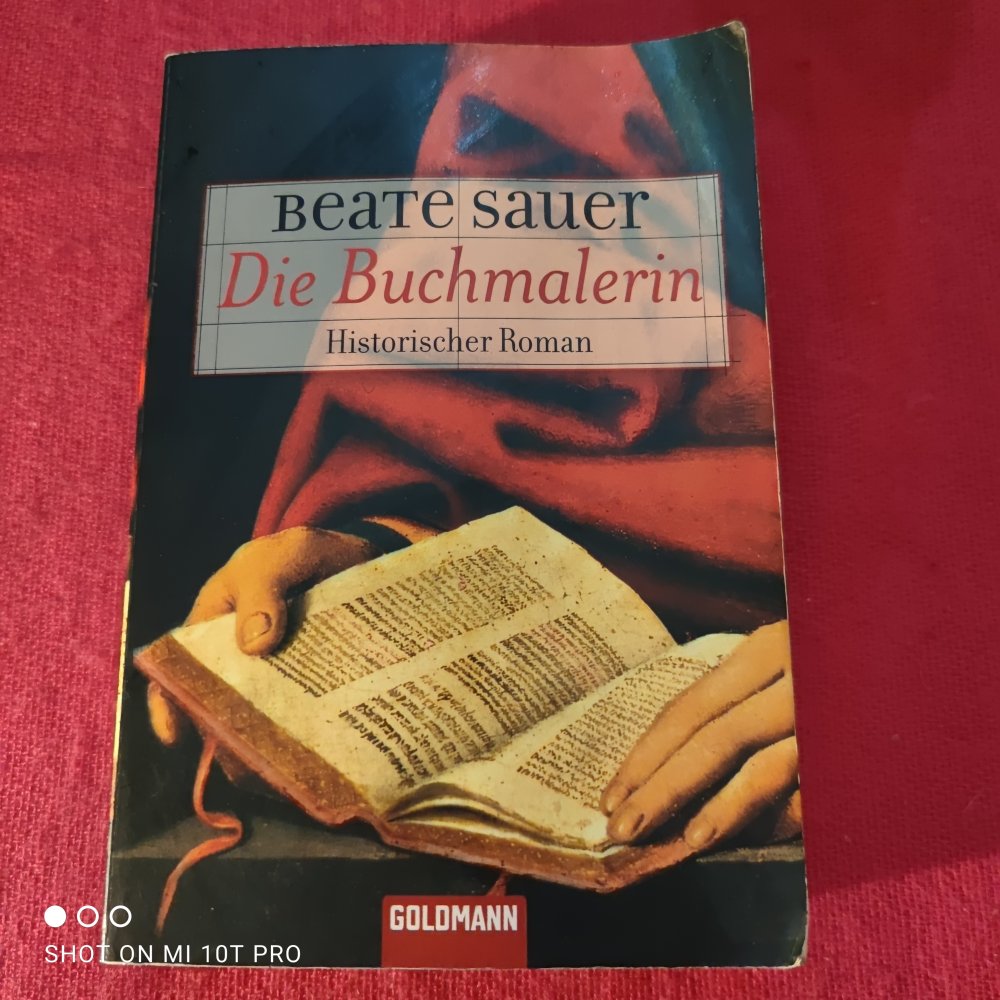 Beate Sauer
Die Buchmalerin
Historischer Roman
GOLDMANN
SHOT ON MI 10T PRO